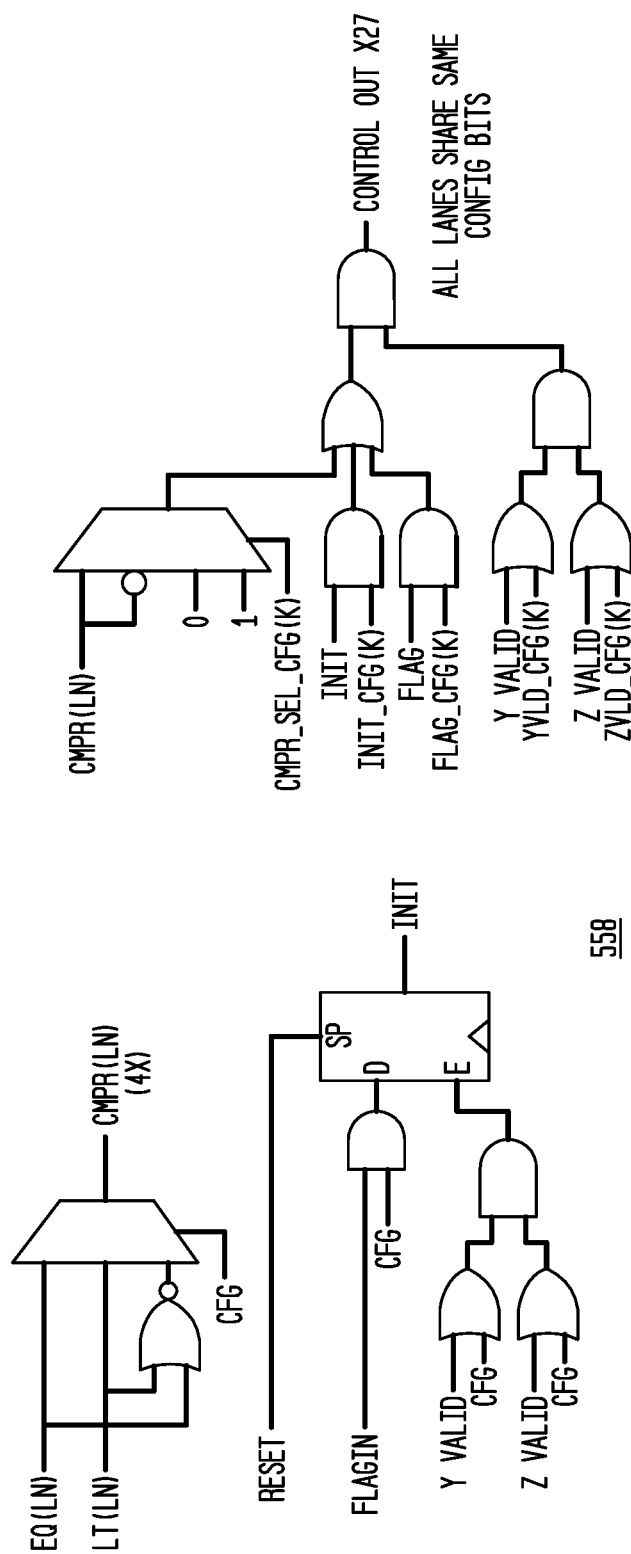 EQ(LN)
LT(LN)
CFG
CMPR(LN)
(4X)
RESET
FLAGIN
CFG
SP
D
E
INIT
Y VALID
CFG
Z VALID
CFG
558
CMPR(LN)
0
1
CMPR_SEL_CFG(K)
INIT
INIT_CFG(K)
FLAG
FLAG_CFG(K)
Y VALID
YVLD_CFG(K)
Z VALID
ZVLD_CFG(K)
CONTROL OUT X27
ALL LANES SHARE SAME
CONFIG BITS